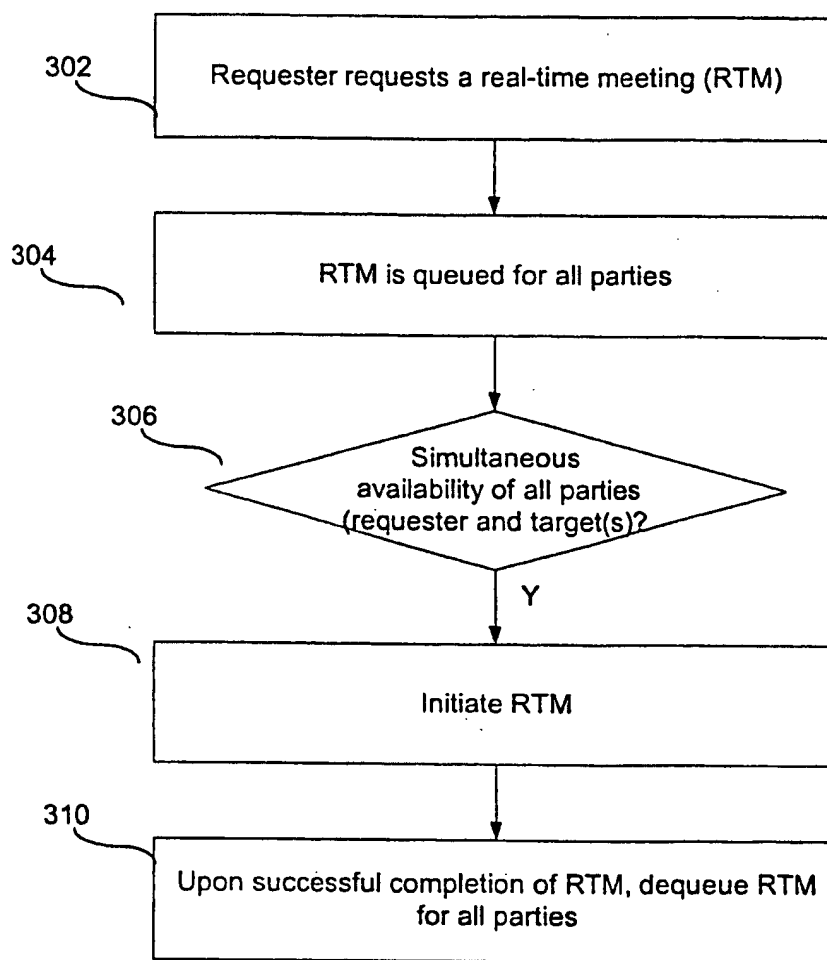 302
Requester requests a real-time meeting (RTM)
304
RTM is queued for all parties
306
Simultaneous
availability of all parties
(requester and target(s)?
Y
308
Initiate RTM
310
Upon successful completion of RTM, dequeue RTM
for all parties